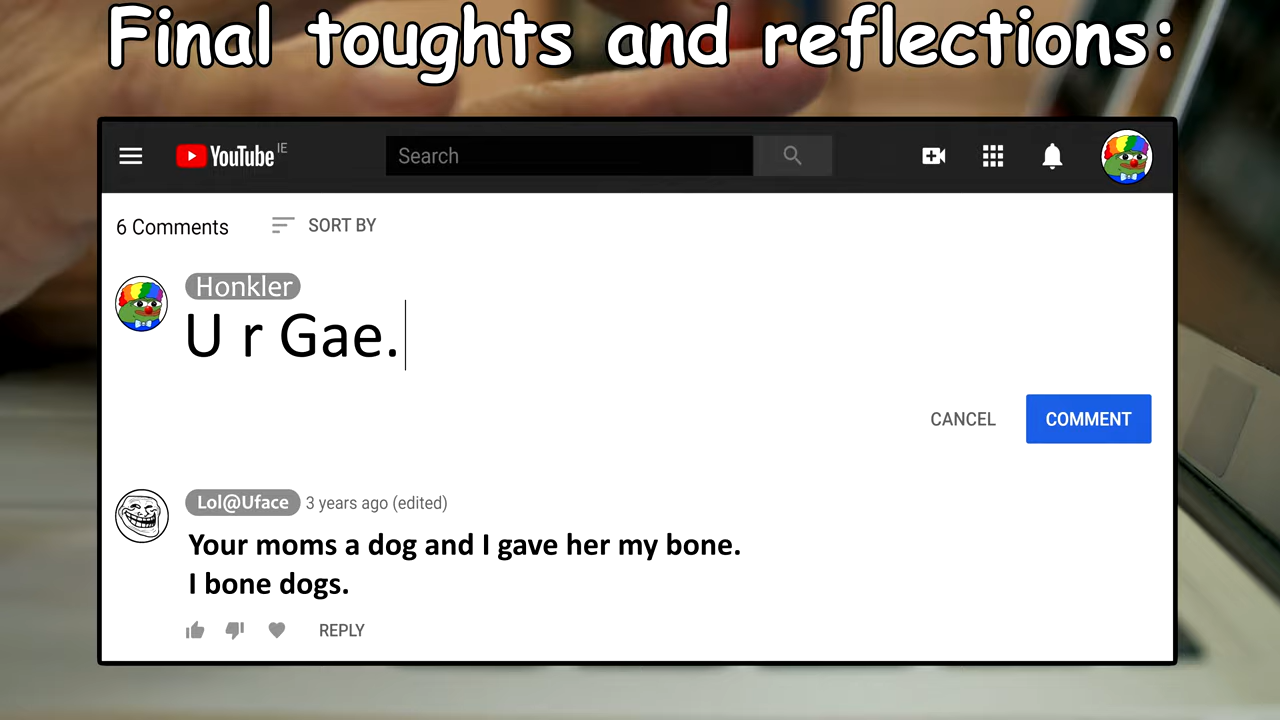 Final toughts and reflections:
YouTube IE
Search
6 Comments
SORT BY
Honkler
U r Gae.
CANCEL
COMMENT
Lol@Uface 3 years ago (edited)
Your moms a dog and I gave her my bone.
I bone dogs.
REPLY